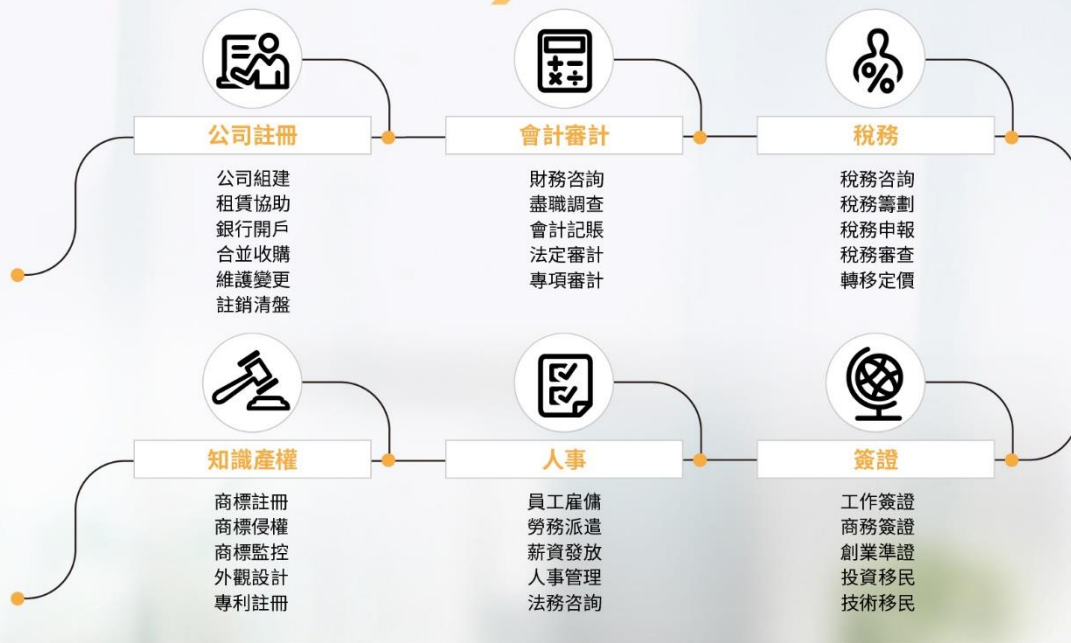 公司註冊
公司組建
租賃協助
銀行開戶
合並收購
維護變更
註銷清盤
會計審計
財務咨詢
盡職調查
會計記賬
法定審計
專項審計
稅務
稅務咨詢
稅務籌劃
稅務申報
稅務審查
轉移定價
知識產權
商標註冊
商標侵權
商標監控
外觀設計
專利註冊
人事
員工雇傭
勞務派遣
薪資發放
人事管理
法務咨詢
簽證
工作簽證
商務簽證
創業準證
投資移民
技術移民